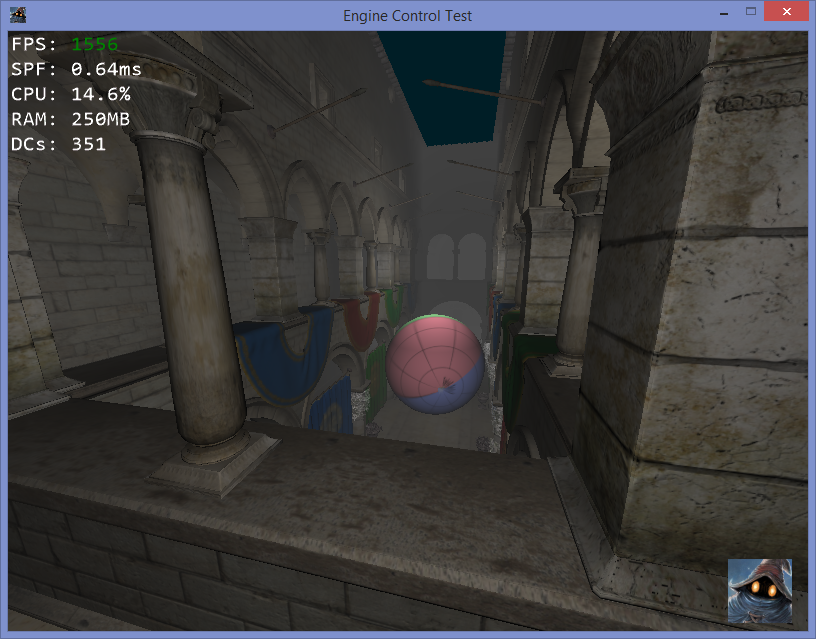 Engine Control Test
FPS: 1556
SPF: 0.64ms
CPU: 14.6%
RAM: 250MB
DCs: 351